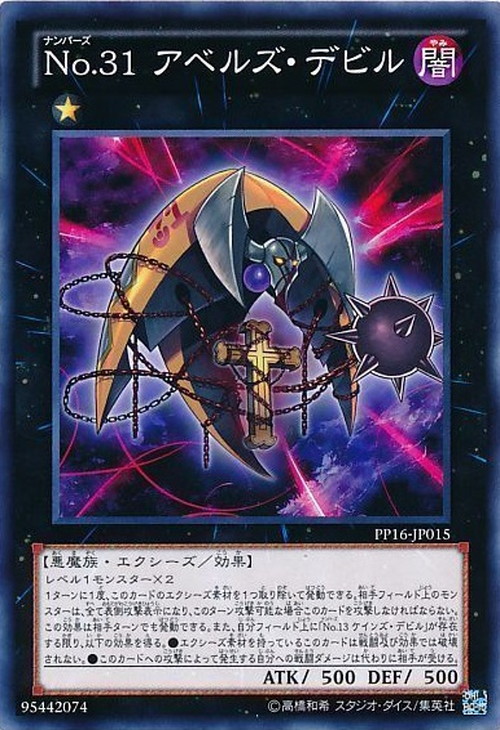 ナンバーズ
No.31 アベルズ・デビル
やみ
闇
31
PP16-JP015
【悪魔族・エクシーズ／効果】
レベル1モンスター×2
1ターンに1度、このカードのエクシーズ素材を1つ取り除いて発動できる。相手フィールド上のモ
ンスターは、全て表側攻撃表示になり、このターン攻撃可能な場合このカードを攻撃しなければならない。
この効果は相手ターンでも発動できる。また、自分フィールド上に「No.13 ケインズ・デビル」が存在
する限り、以下の効果を得る。●エクシーズ素材を持っているこのカードは戦闘及び効果では破壊
されない。●このカードへの攻撃によって発生する自分への戦闘ダメージは代わりに相手が受ける。
ATK/ 500 DEF/ 500
95442074
©高橋和希 スタジオ・ダイス/集英社